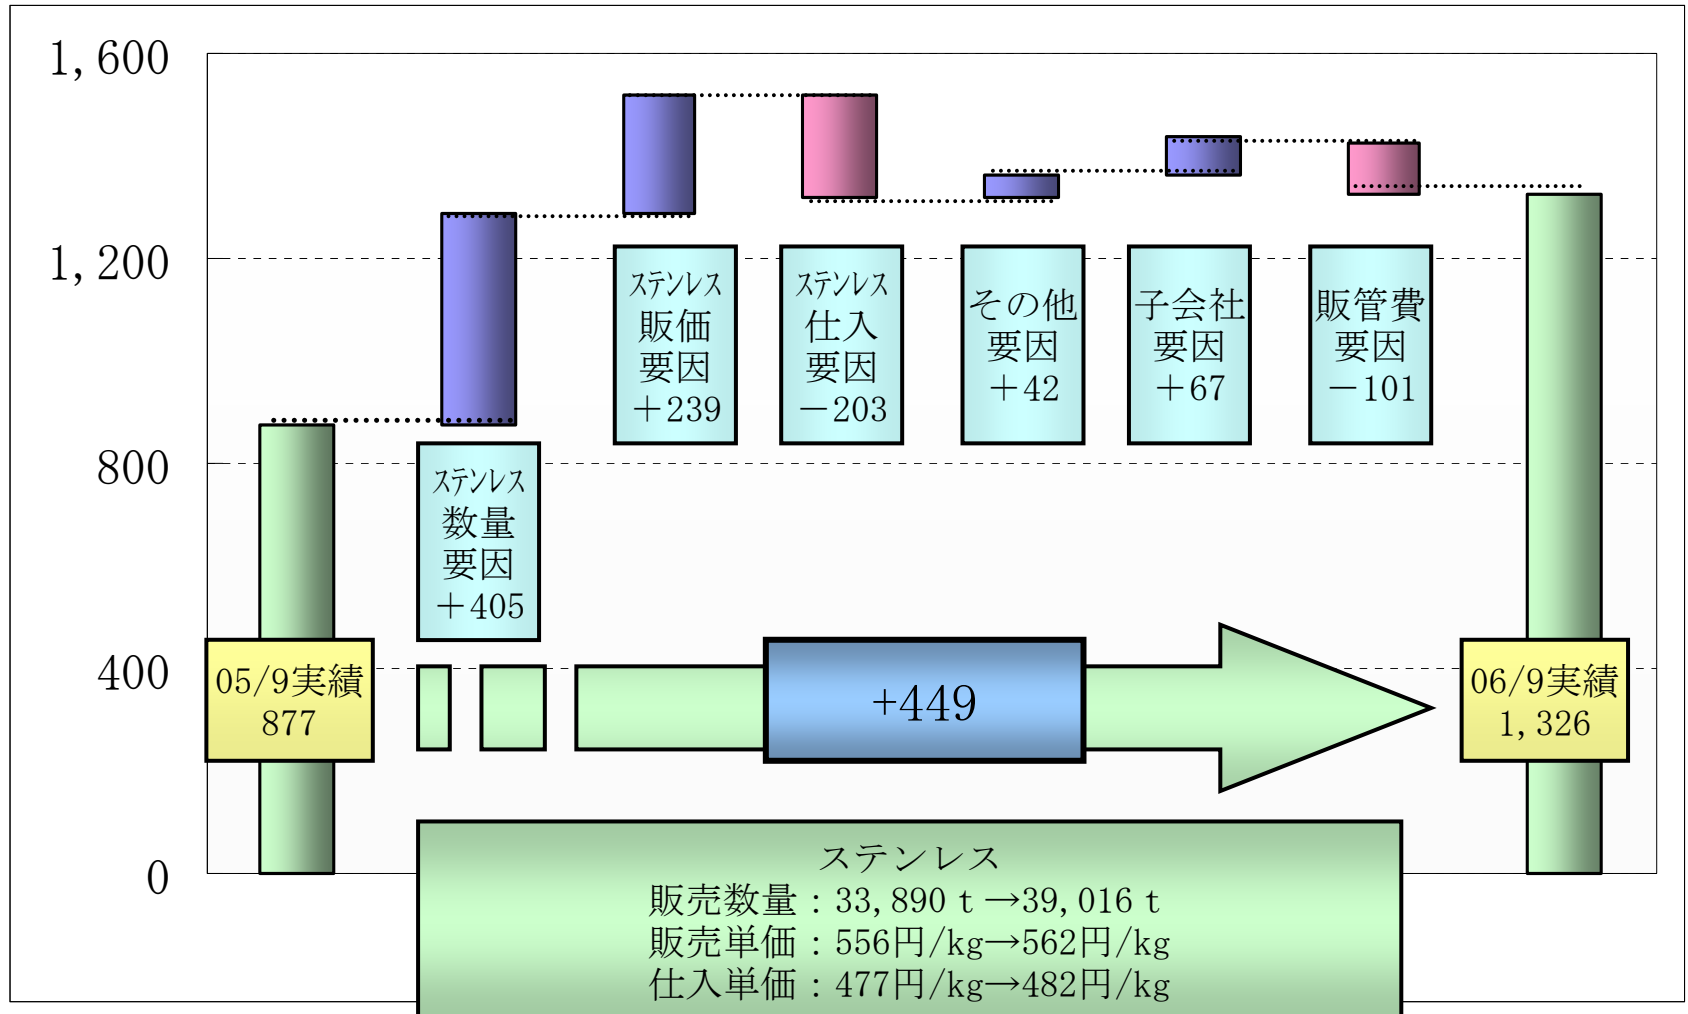 1,600
1,200
800
400
0
ステンレス
数量
要因
＋405
ステンレス
販価
要因
＋239
ステンレス
仕入
要因
－203
その他
要因
＋42
子会社
要因
＋67
販管費
要因
－101
05/9実績
877
+449
06/9実績
1,326
ステンレス
販売数量：33,890ｔ→39,016ｔ
販売単価：556円/kg→562円/kg
仕入単価：477円/kg→482円/kg